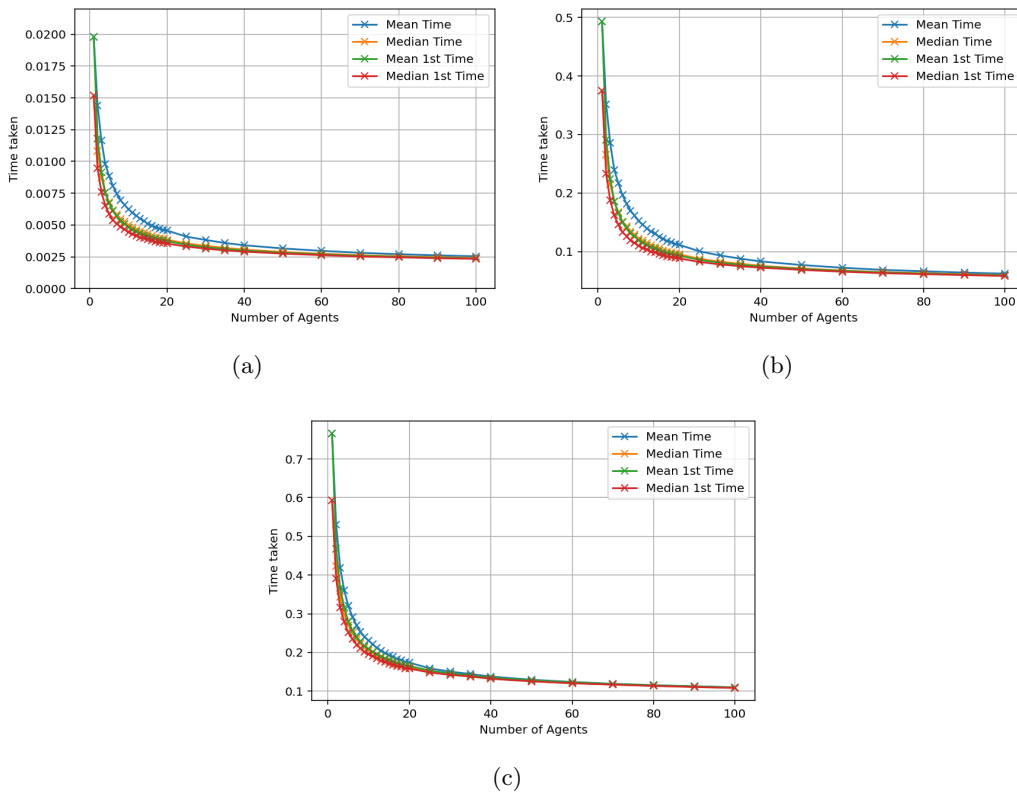 0.0200
0.0175
0.0150
0.0125
0.0100
0.0075
0.0050
0.0025
0.0000
Time taken
Mean Time
Median Time
Mean 1st Time
Median 1st Time
0 20 40 60 80 100
Number of Agents
(a)
0.5
0.4
0.3
0.2
0.1
Time taken
Mean Time
Median Time
Mean 1st Time
Median 1st Time
0 20 40 60 80 100
Number of Agents
(b)
0.7
0.6
0.5
0.4
0.3
0.2
0.1
Time taken
Mean Time
Median Time
Mean 1st Time
Median 1st Time
0 20 40 60 80 100
Number of Agents
(c)